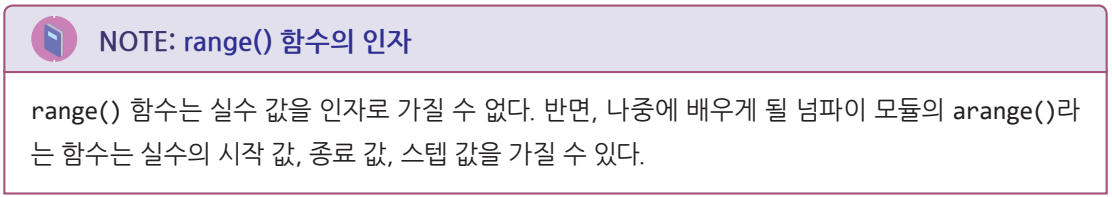 NOTE: range() 함수의 인자
range() 함수는 실수 값을 인자로 가질 수 없다. 반면, 나중에 배우게 될 넘파이 모듈의 arange()라
는 함수는 실수의 시작 값, 종료 값, 스텝 값을 가질 수 있다.